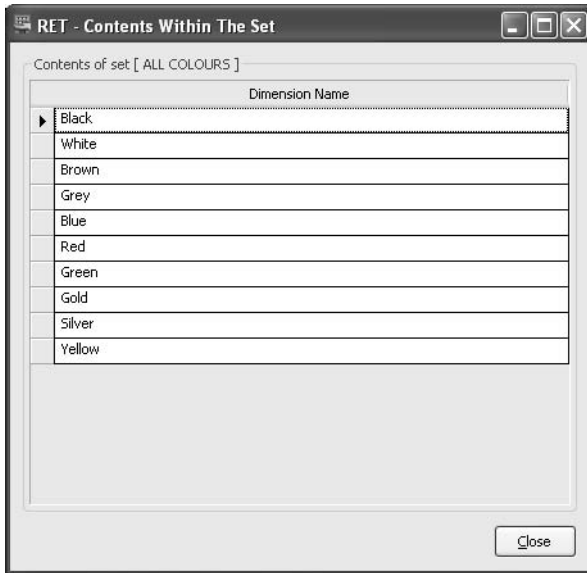 RET - Contents Within The Set
Contents of set [ ALL COLOURS ]
Dimension Name
Black
White
Brown
Grey
Blue
Red
Green
Gold
Silver
Yellow
Close